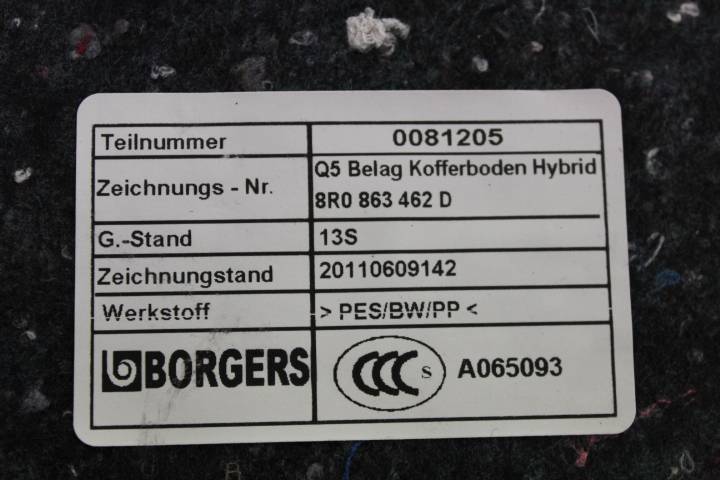 Teilnummer 0081205
Zeichnungs - Nr. Q5 Belag Kofferboden Hybrid
8R0 863 462 D
G.-Stand 13S
Zeichnungstand 20110609142
Werkstoff > PES/BW/PP <
BORGERS CCC S A065093